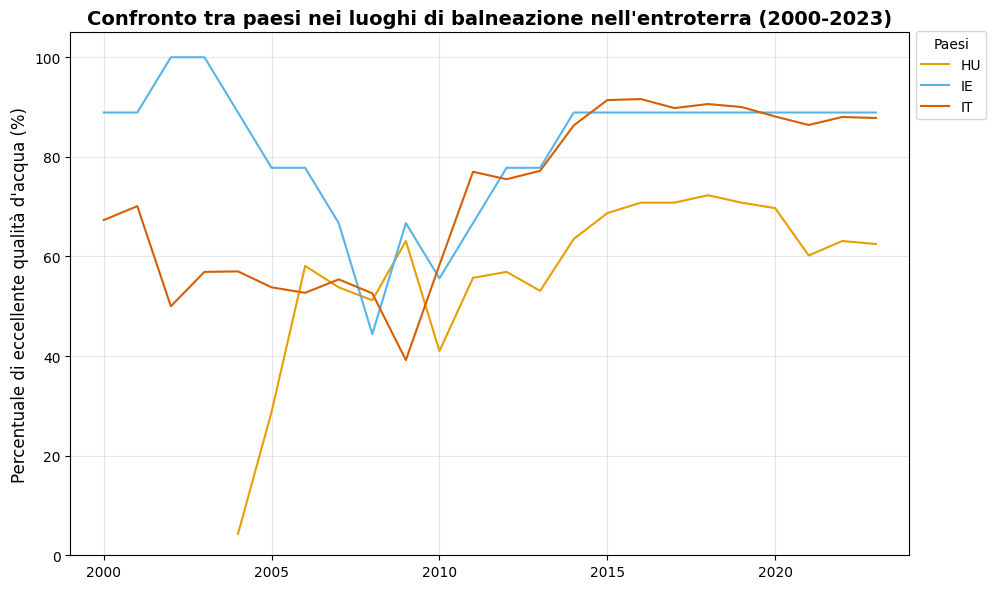 Confronto tra paesi nei luoghi di balneazione nell'entroterra (2000-2023)
Percentuale di eccellente qualità d'acqua (%)
100
80
60
40
20
0
2000
2005
2010
2015
2020
Paesi
HU
IE
IT